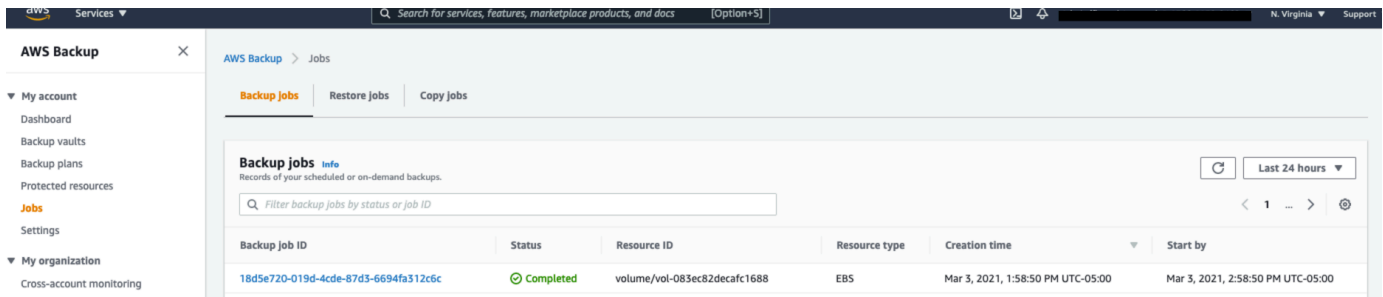 aws Services ▼ Search for services, features, marketplace products, and docs [Option+S] N. Virginia ▼ Support
AWS Backup
AWS Backup > Jobs
▼ My account
Dashboard
Backup vaults
Backup plans
Protected resources
Jobs
Settings
▼ My organization
Cross-account monitoring
Backup jobs Restore jobs Copy jobs
Backup jobs Info
Records of your scheduled or on-demand backups.
Last 24 hours ▼
Filter backup jobs by status or job ID
< 1 ... >
Backup job ID Status Resource ID Resource type Creation time Start by
18d5e720-019d-4cde-87d3-6694fa312c6c Completed volume/vol-083ec82decafc1688 EBS Mar 3, 2021, 1:58:50 PM UTC-05:00 Mar 3, 2021, 2:58:50 PM UTC-05:00